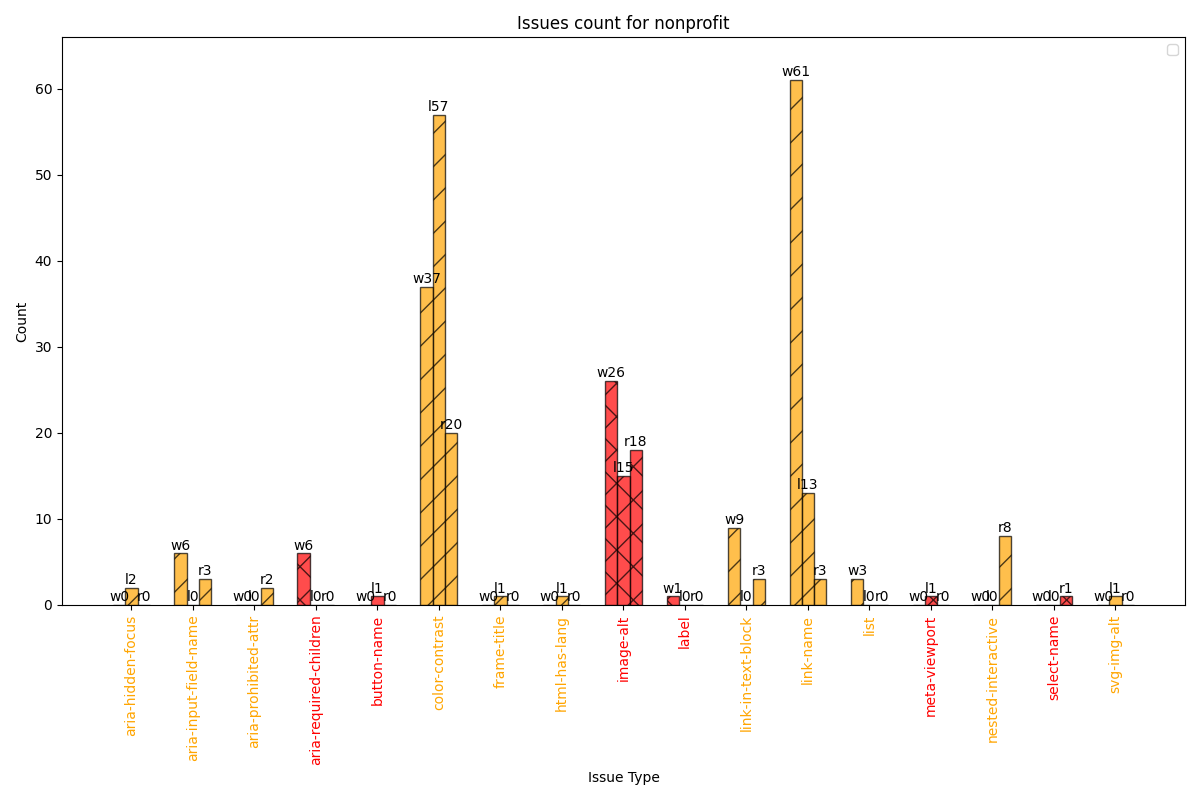 Issues count for nonprofit
Count
60
50
40
30
20
10
0
w0 l2 r0
w6 l0 r3
w0 l0 r2
w6 l0 r0
w0 l1 r0
w37 l57 r20
w0 l1 r0
w0 l1 r0
w26 l15 r18
w1 l0 r0
w9 l0 r3
w61 l13 r3
w3 l0 r0
w0 l1 r0
w0 l0 r8
w0 l0 r1
w0 l1 r0
aria-hidden-focus
aria-input-field-name
aria-prohibited-attr
aria-required-children
button-name
color-contrast
frame-title
html-has-lang
image-alt
label
link-in-text-block
link-name
list
meta-viewport
nested-interactive
select-name
svg-img-alt
Issue Type